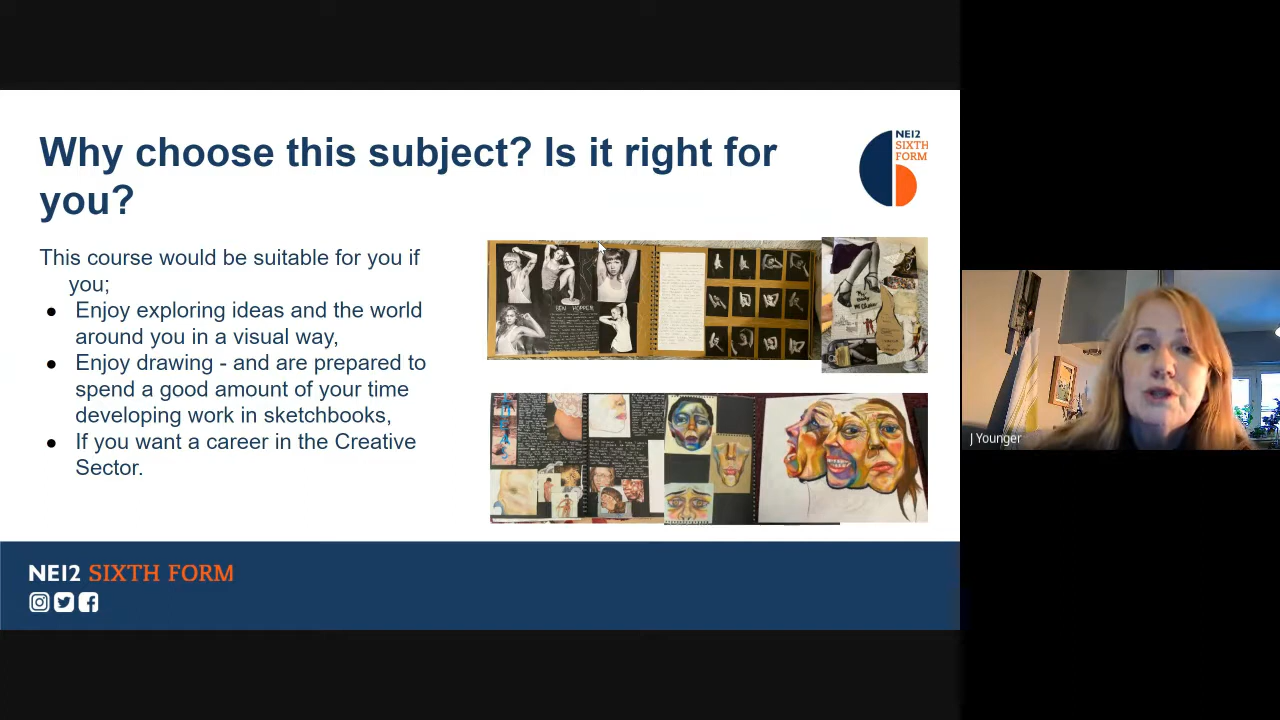 Why choose this subject? Is it right for
you?
NE12
SIXTH
FORM
This course would be suitable for you if
you;
● Enjoy exploring ideas and the world
around you in a visual way,
● Enjoy drawing - and are prepared to
spend a good amount of your time
developing work in sketchbooks,
● If you want a career in the Creative
Sector.
BEN HOPPER
J Younger
NE12 SIXTH FORM